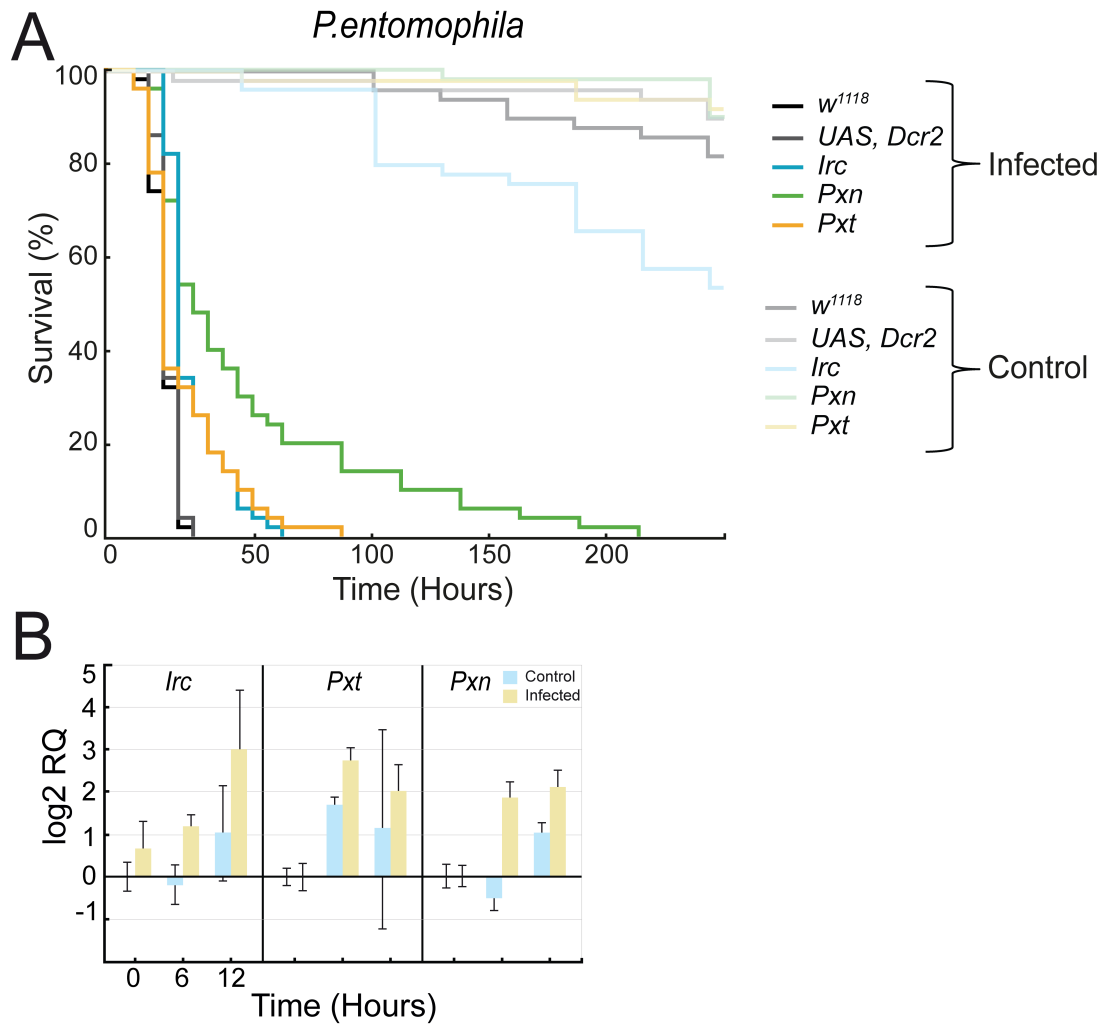 A
P.entomophila
100
80
60
40
20
0
Survival (%)
0 50 100 150 200
Time (Hours)
w1118
UAS, Dcr2
Irc
Pxn
Pxt
Infected
w1118
UAS, Dcr2
Irc
Pxn
Pxt
Control
B
5
4
3
2
1
0
-1
log2 RQ
Irc Pxt Pxn
Control
Infected
0 6 12
Time (Hours)